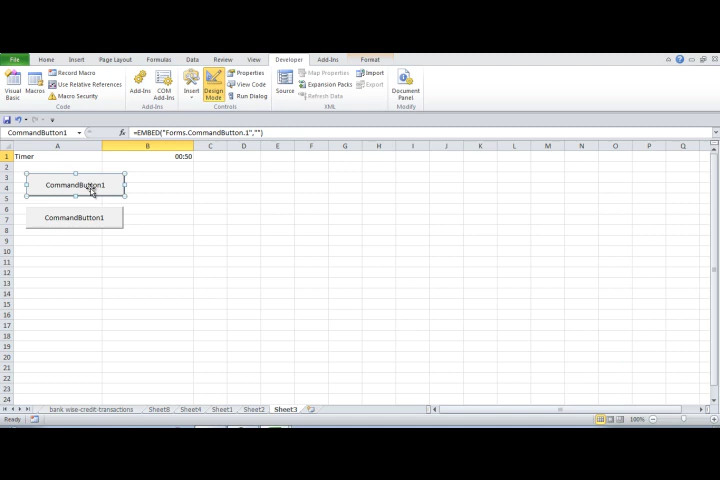 File Home Insert Page Layout Formulas Data Review View Developer Add-Ins Format
Visual Basic
Macros
Record Macro
Use Relative References
Macro Security
Code
Add-Ins
COM Add-Ins
Add-Ins
Insert
Design Mode
Properties
View Code
Run Dialog
Controls
Source
Map Properties
Expansion Packs
Refresh Data
Import
Export
XML
Document Panel
Modify
CommandButton1 fx =EMBED("Forms.CommandButton.1","")
A B C D E F G H I J K L M N O P Q
1 Timer 00:50
2
3
4 CommandButton1
5
6
7 CommandButton1
8
9
10
11
12
13
14
15
16
17
18
19
20
21
22
23
24
bank wise-credit-transactions Sheet8 Sheet4 Sheet1 Sheet2 Sheet3
Ready 100%